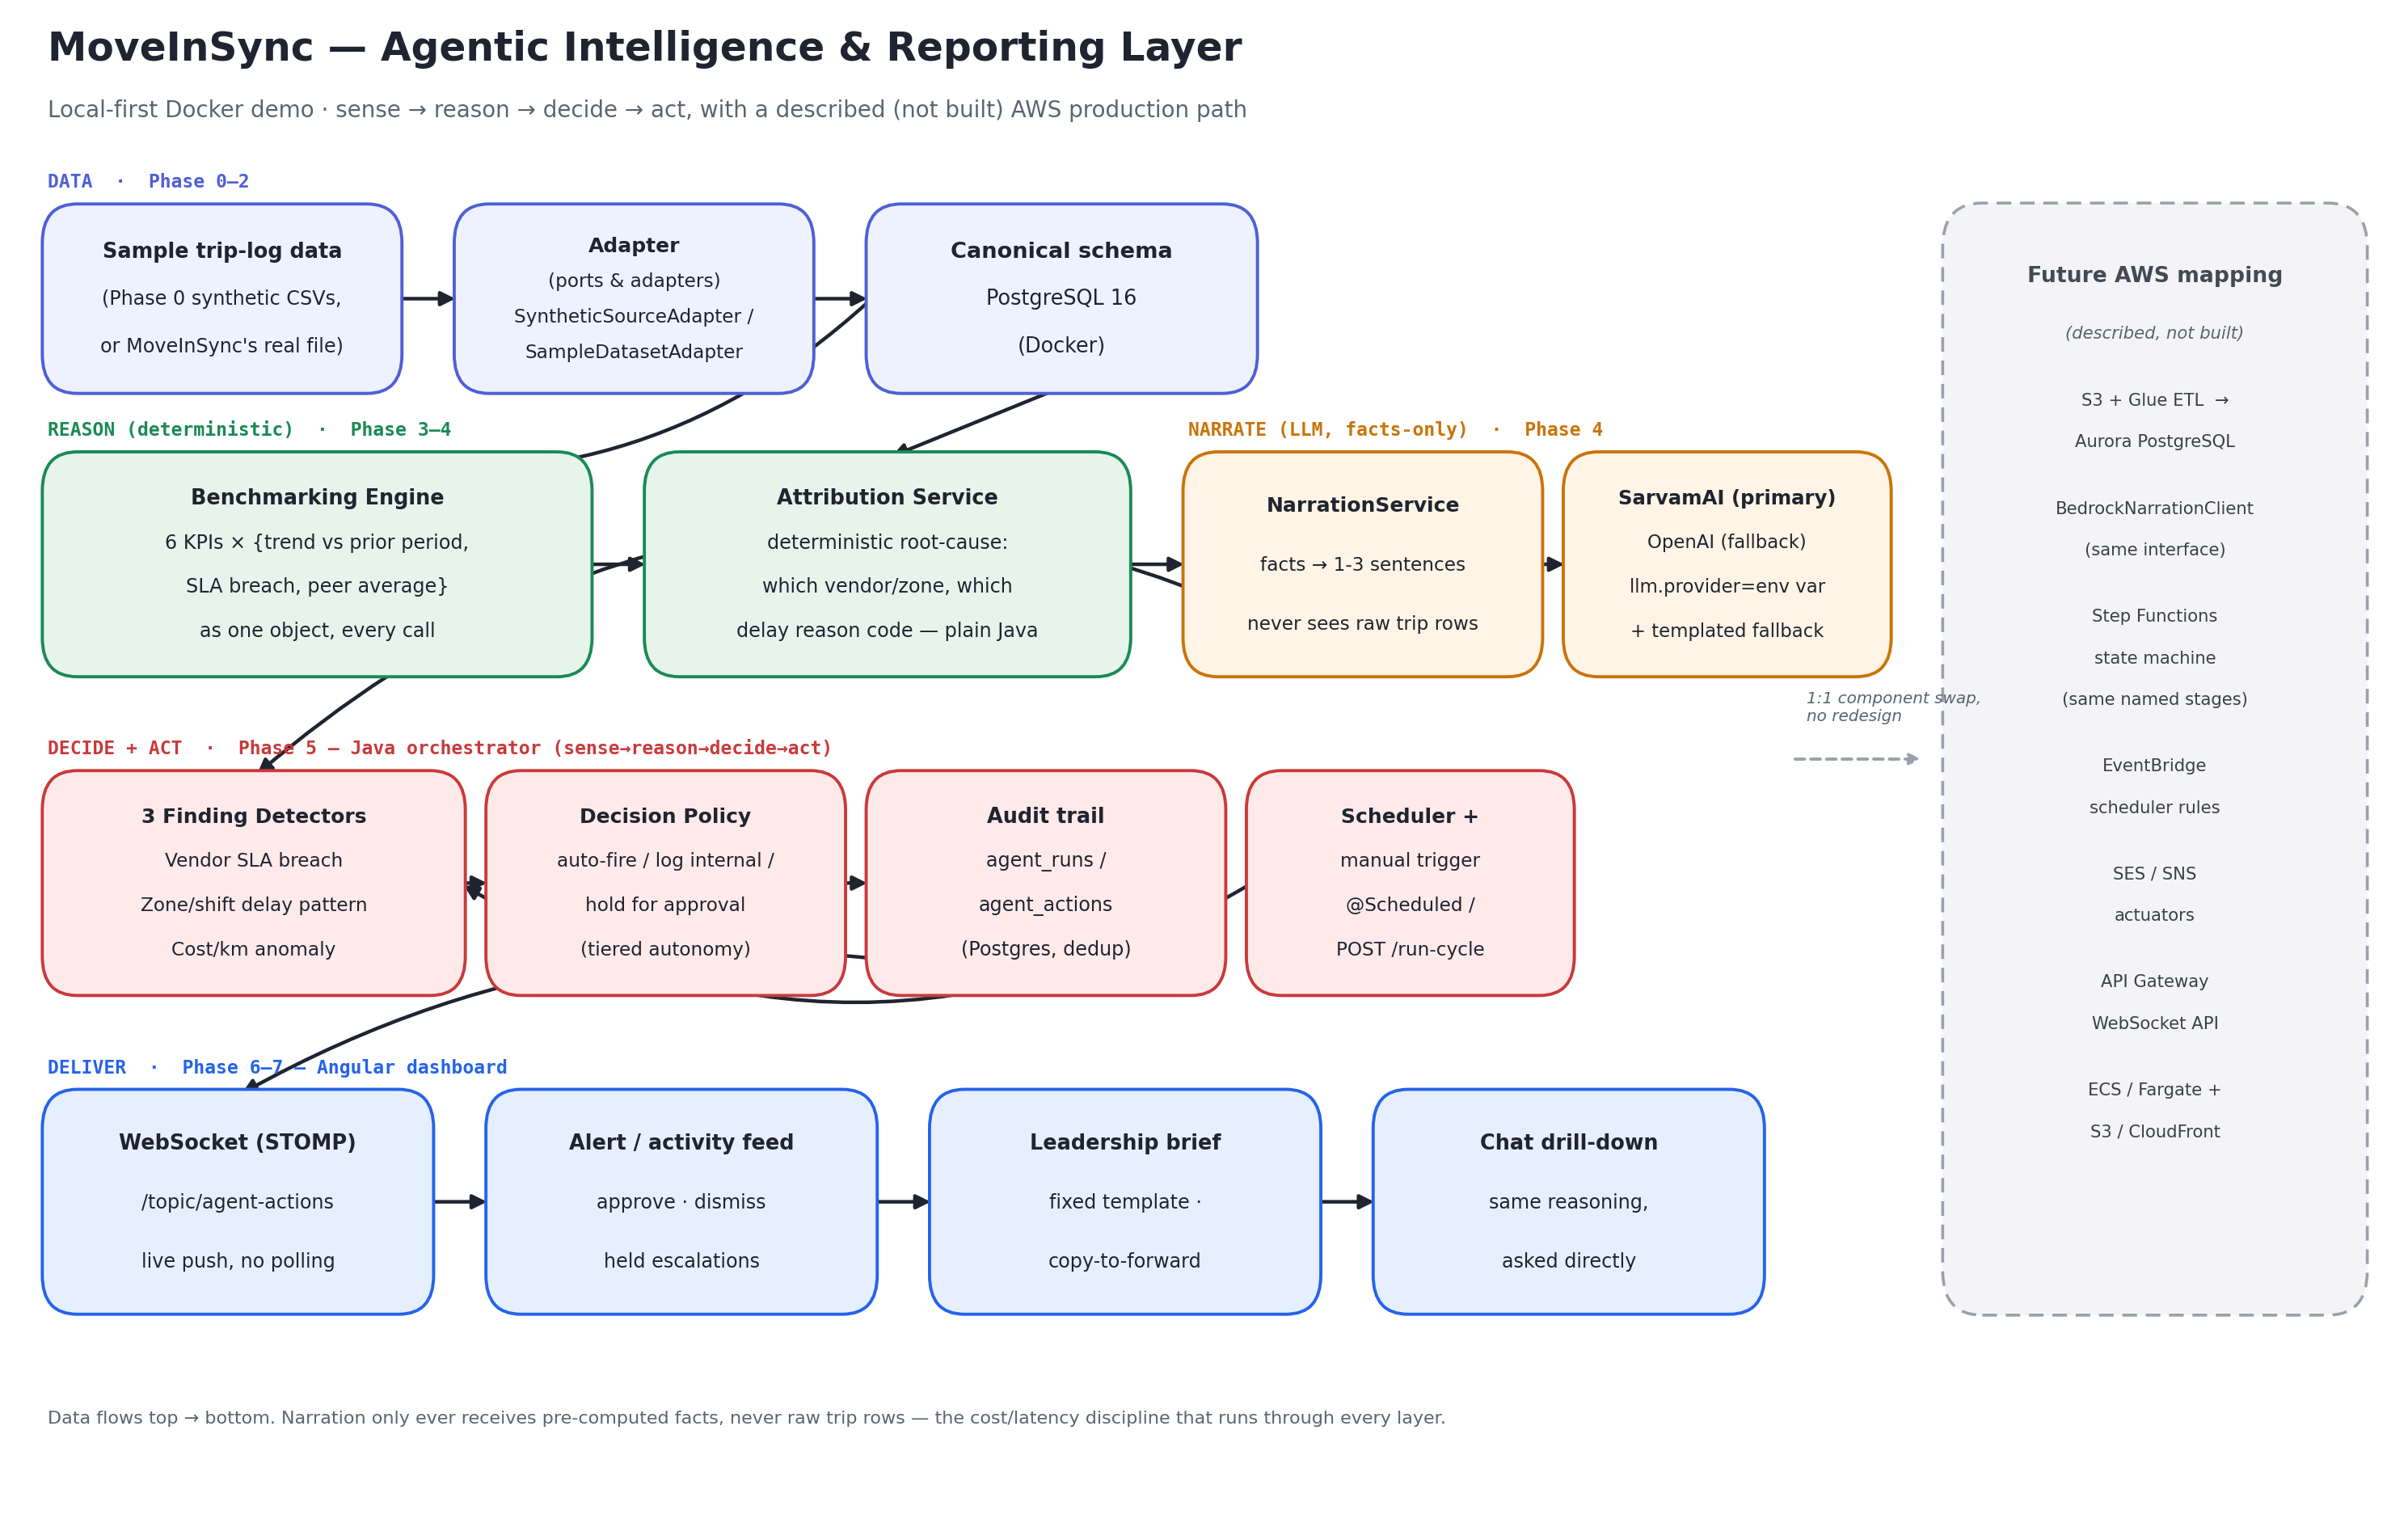 MoveInSync — Agentic Intelligence & Reporting Layer
Local-first Docker demo · sense → reason → decide → act, with a described (not built) AWS production path
DATA · Phase 0–2
Sample trip-log data
(Phase 0 synthetic CSVs,
or MoveInSync's real file)
Adapter
(ports & adapters)
SyntheticSourceAdapter /
SampleDatasetAdapter
Canonical schema
PostgreSQL 16
(Docker)
REASON (deterministic) · Phase 3–4
Benchmarking Engine
6 KPIs × {trend vs prior period,
SLA breach, peer average}
as one object, every call
Attribution Service
deterministic root-cause:
which vendor/zone, which
delay reason code — plain Java
NARRATE (LLM, facts-only) · Phase 4
NarrationService
facts → 1-3 sentences
never sees raw trip rows
SarvamAI (primary)
OpenAI (fallback)
llm.provider=env var
+ templated fallback
DECIDE + ACT · Phase 5 — Java orchestrator (sense→reason→decide→act)
3 Finding Detectors
Vendor SLA breach
Zone/shift delay pattern
Cost/km anomaly
Decision Policy
auto-fire / log internal /
hold for approval
(tiered autonomy)
Audit trail
agent_runs /
agent_actions
(Postgres, dedup)
Scheduler +
manual trigger
@Scheduled /
POST /run-cycle
DELIVER · Phase 6–7 — Angular dashboard
WebSocket (STOMP)
/topic/agent-actions
live push, no polling
Alert / activity feed
approve · dismiss
held escalations
Leadership brief
fixed template ·
copy-to-forward
Chat drill-down
same reasoning,
asked directly
1:1 component swap,
no redesign
Future AWS mapping
(described, not built)
S3 + Glue ETL →
Aurora PostgreSQL
BedrockNarrationClient
(same interface)
Step Functions
state machine
(same named stages)
EventBridge
scheduler rules
SES / SNS
actuators
API Gateway
WebSocket API
ECS / Fargate +
S3 / CloudFront
Data flows top → bottom. Narration only ever receives pre-computed facts, never raw trip rows — the cost/latency discipline that runs through every layer.